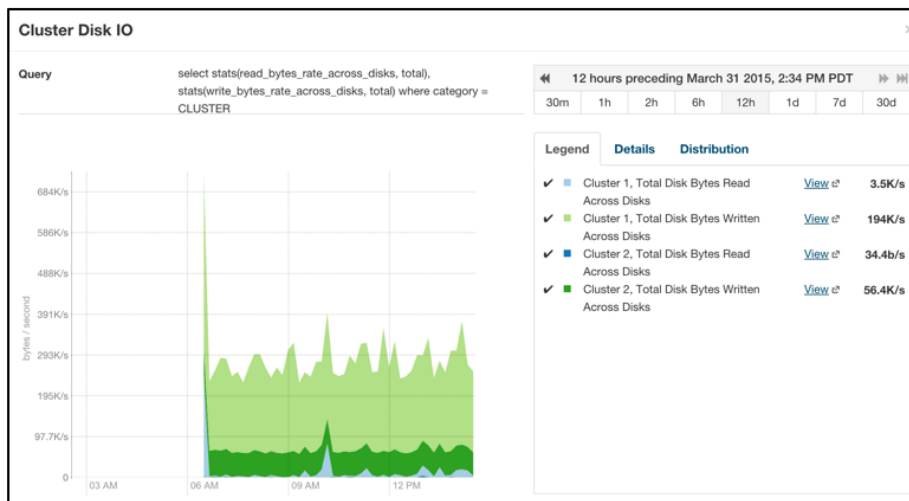 Cluster Disk IO
Query
select stats(read_bytes_rate_across_disks, total),
stats(write_bytes_rate_across_disks, total) where category =
CLUSTER
12 hours preceding March 31 2015, 2:34 PM PDT
30m 1h 2h 6h 12h 1d 7d 30d
Legend Details Distribution
✔ Cluster 1, Total Disk Bytes Read View 3.5K/s
Across Disks
✔ Cluster 1, Total Disk Bytes Written View 194K/s
Across Disks
✔ Cluster 2, Total Disk Bytes Read View 34.4b/s
Across Disks
✔ Cluster 2, Total Disk Bytes Written View 56.4K/s
Across Disks
bytes / second
684K/s
586K/s
488K/s
391K/s
293K/s
195K/s
97.7K/s
0
03 AM 06 AM 09 AM 12 PM